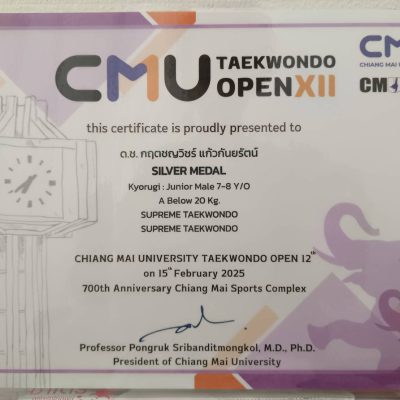 CMU TAEKWONDO OPENXII
CM
CHIANG MAI
CM
this certificate is proudly presented to
ด.ช. กฤตชญวิชร์ แก้วกันยรัตน์
SILVER MEDAL
Kyorugi : Junior Male 7-8 Y/O
A Below 20 Kg.
SUPREME TAEKWONDO
SUPREME TAEKWONDO
CHIANG MAI UNIVERSITY TAEKWONDO OPEN 12th
on 15th February 2025
700th Anniversary Chiang Mai Sports Complex
Professor Pongruk Sribanditmongkol, M.D., Ph.D.
President of Chiang Mai University